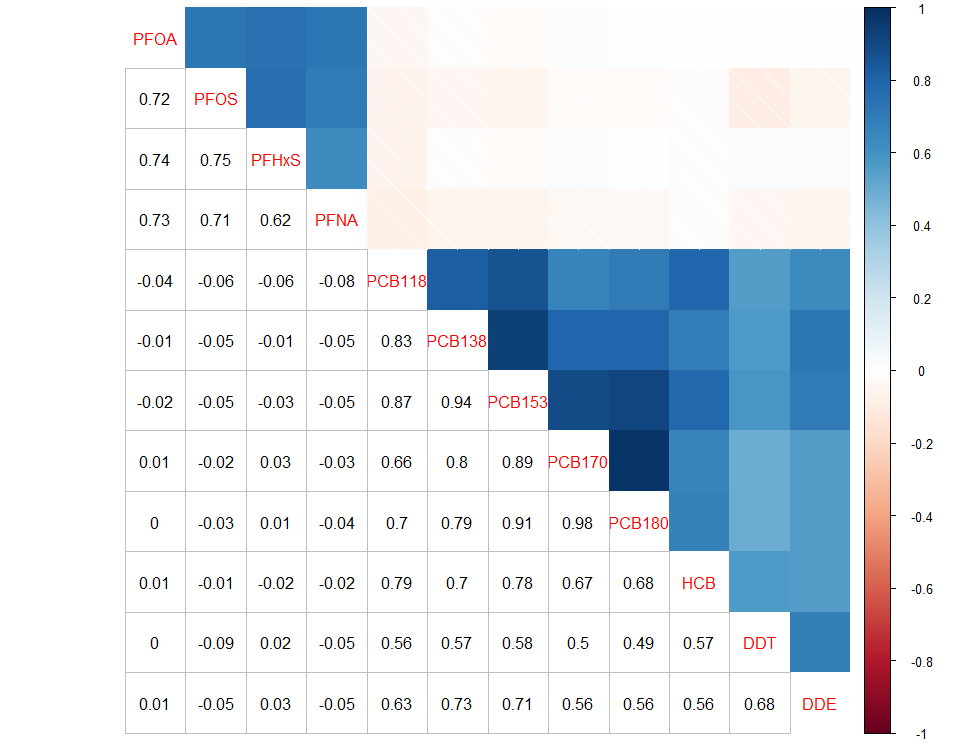 PFOA
0.72 PFOS
0.74 0.75 PFHxS
0.73 0.71 0.62 PFNA
-0.04 -0.06 -0.06 -0.08 PCB118
-0.01 -0.05 -0.01 -0.05 0.83 PCB138
-0.02 -0.05 -0.03 -0.05 0.87 0.94 PCB153
0.01 -0.02 0.03 -0.03 0.66 0.8 0.89 PCB170
0 -0.03 0.01 -0.04 0.7 0.79 0.91 0.98 PCB180
0.01 -0.01 -0.02 -0.02 0.79 0.7 0.78 0.67 0.68 HCB
0 -0.09 0.02 -0.05 0.56 0.57 0.58 0.5 0.49 0.57 DDT
0.01 -0.05 0.03 -0.05 0.63 0.73 0.71 0.56 0.56 0.56 0.68 DDE
1
0.8
0.6
0.4
0.2
0
-0.2
-0.4
-0.6
-0.8
-1